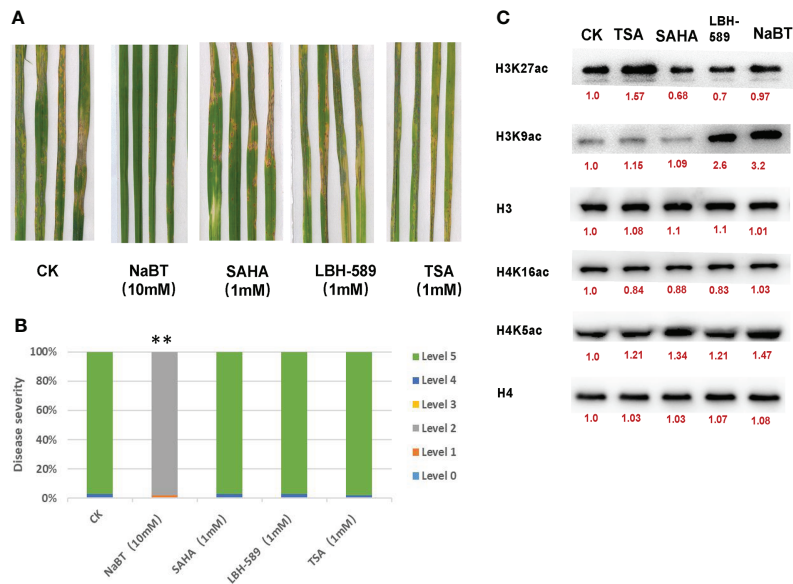 A
CK
NaBT
(10mM)
SAHA
(1mM)
LBH-589
(1mM)
TSA
(1mM)
B
**
Disease severity
100%
80%
60%
40%
20%
0%
CK
NaBT (10mM)
SAHA (1mM)
LBH-589 (1mM)
TSA (1mM)
Level 5
Level 4
Level 3
Level 2
Level 1
Level 0
C
CK TSA SAHA LBH-589 NaBT
H3K27ac
1.0 1.57 0.68 0.7 0.97
H3K9ac
1.0 1.15 1.09 2.6 3.2
H3
1.0 1.08 1.1 1.1 1.01
H4K16ac
1.0 0.84 0.88 0.83 1.03
H4K5ac
1.0 1.21 1.34 1.21 1.47
H4
1.0 1.03 1.03 1.07 1.08